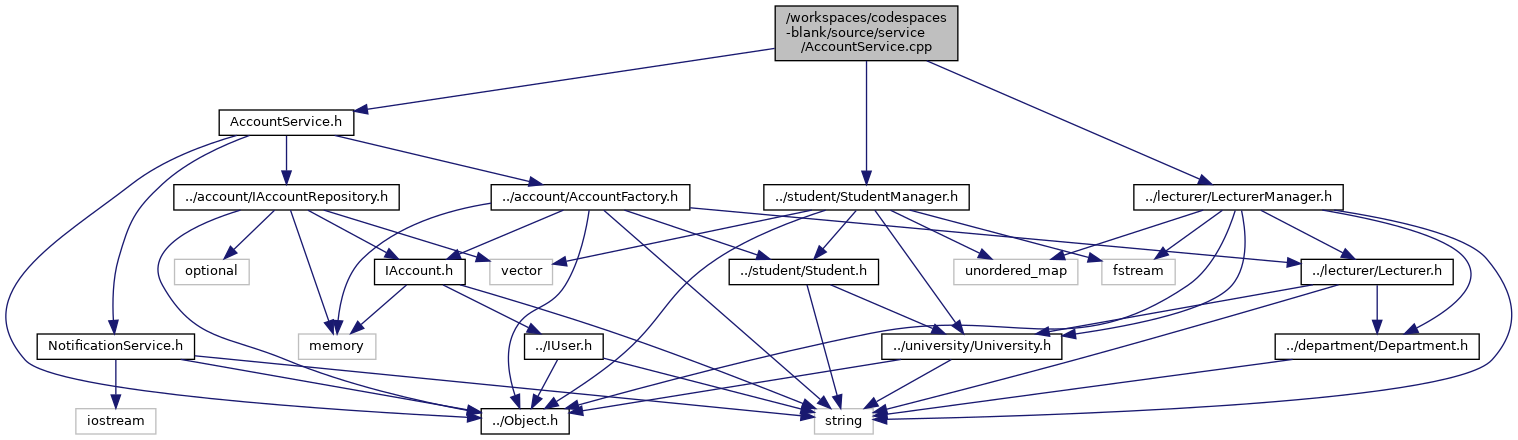 /workspaces/codespaces
-blank/source/service
/AccountService.cpp
AccountService.h
../account/IAccountRepository.h
../account/AccountFactory.h
../student/StudentManager.h
../lecturer/LecturerManager.h
optional
IAccount.h
vector
../student/Student.h
unordered_map
fstream
../lecturer/Lecturer.h
NotificationService.h
memory
../IUser.h
../university/University.h
../department/Department.h
iostream
../Object.h
string